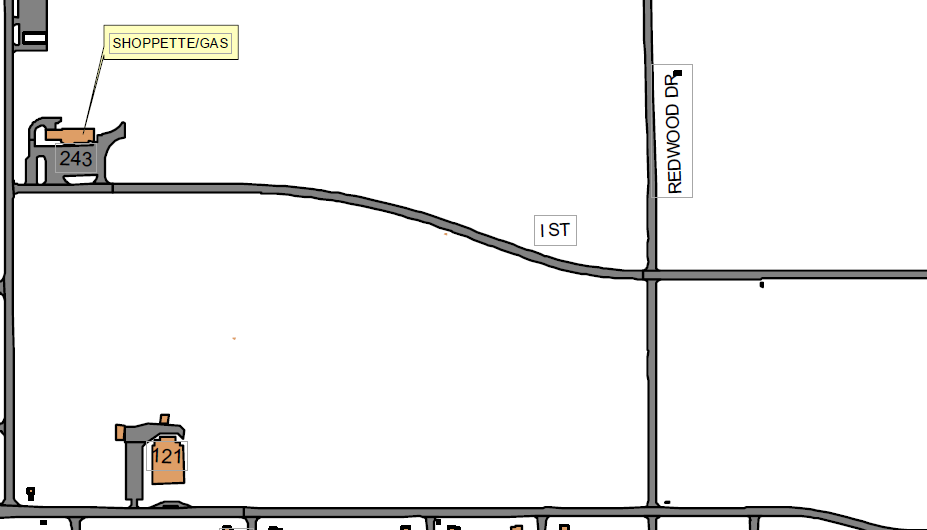 SHOPPETTE/GAS
REDWOOD DR
243
I ST
121